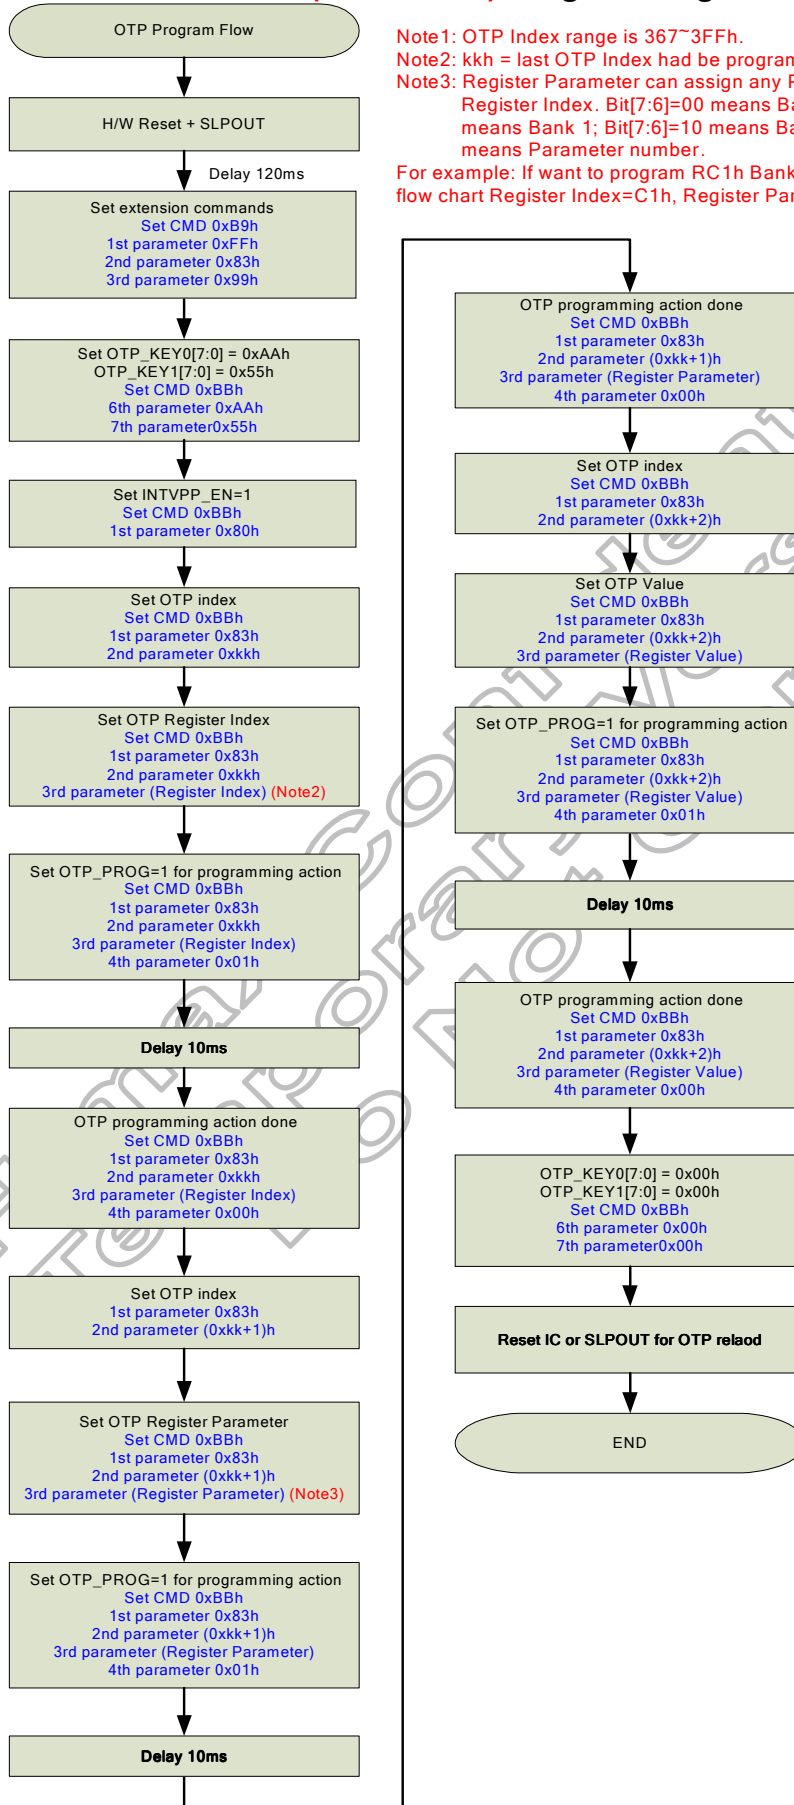 OTP Program Flow
H/W Reset + SLPOUT
Delay 120ms
Set extension commands
Set CMD 0xB9h
1st parameter 0xFFh
2nd parameter 0x83h
3rd parameter 0x99h
Set OTP_KEY0[7:0] = 0xAAh
OTP_KEY1[7:0] = 0x55h
Set CMD 0xBBh
6th parameter 0xAAh
7th parameter0x55h
Set INTVPP_EN=1
Set CMD 0xBBh
1st parameter 0x80h
Set OTP index
Set CMD 0xBBh
1st parameter 0x83h
2nd parameter 0xkkh
Set OTP Register Index
Set CMD 0xBBh
1st parameter 0x83h
2nd parameter 0xkkh
3rd parameter (Register Index) (Note2)
Set OTP_PROG=1 for programming action
Set CMD 0xBBh
1st parameter 0x83h
2nd parameter 0xkkh
3rd parameter (Register Index)
4th parameter 0x01h
Delay 10ms
OTP programming action done
Set CMD 0xBBh
1st parameter 0x83h
2nd parameter 0xkkh
3rd parameter (Register Index)
4th parameter 0x00h
Set OTP index
1st parameter 0x83h
2nd parameter (0xkk+1)h
Set OTP Register Parameter
Set CMD 0xBBh
1st parameter 0x83h
2nd parameter (0xkk+1)h
3rd parameter (Register Parameter) (Note3)
Set OTP_PROG=1 for programming action
Set CMD 0xBBh
1st parameter 0x83h
2nd parameter (0xkk+1)h
3rd parameter (Register Parameter)
4th parameter 0x01h
Delay 10ms
Note1: OTP Index range is 367~3FFh.
Note2: kkh = last OTP Index had be program
Note3: Register Parameter can assign any
Register Index. Bit[7:6]=00 means
means Bank 1; Bit[7:6]=10 means
means Parameter number.
For example: If want to program RC1h Bank
flow chart Register Index=C1h, Register
OTP programming action done
Set CMD 0xBBh
1st parameter 0x83h
2nd parameter (0xkk+1)h
3rd parameter (Register Parameter)
4th parameter 0x00h
Set OTP index
Set CMD 0xBBh
1st parameter 0x83h
2nd parameter (0xkk+2)h
Set OTP Value
Set CMD 0xBBh
1st parameter 0x83h
2nd parameter (0xkk+2)h
3rd parameter (Register Value)
Set OTP_PROG=1 for programming action
Set CMD 0xBBh
1st parameter 0x83h
2nd parameter (0xkk+2)h
3rd parameter (Register Value)
4th parameter 0x01h
Delay 10ms
OTP programming action done
Set CMD 0xBBh
1st parameter 0x83h
2nd parameter (0xkk+2)h
3rd parameter (Register Value)
4th parameter 0x00h
OTP_KEY0[7:0] = 0x00h
OTP_KEY1[7:0] = 0x00h
Set CMD 0xBBh
6th parameter 0x00h
7th parameter0x00h
Reset IC or SLPOUT for OTP relaod
END